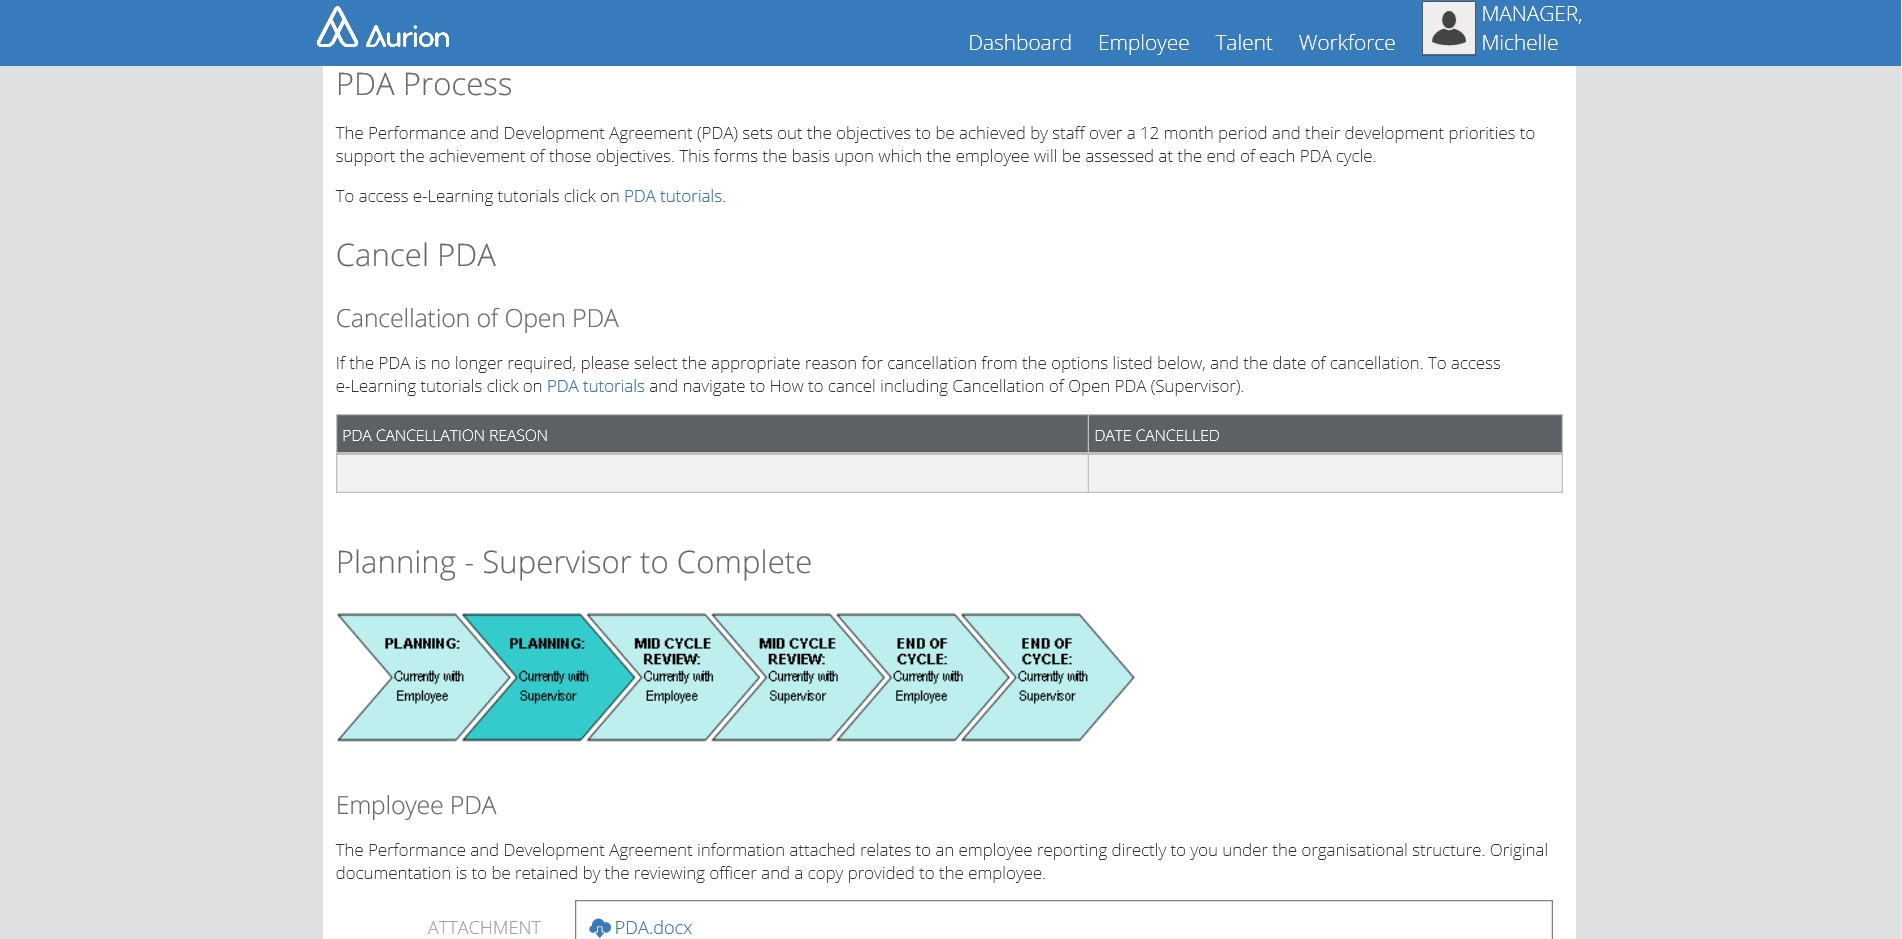 Aurion
Dashboard Employee Talent Workforce
MANAGER,
Michelle
PDA Process
The Performance and Development Agreement (PDA) sets out the objectives to be achieved by staff over a 12 month period and their development priorities to
support the achievement of those objectives. This forms the basis upon which the employee will be assessed at the end of each PDA cycle.
To access e-Learning tutorials click on PDA tutorials.
Cancel PDA
Cancellation of Open PDA
If the PDA is no longer required, please select the appropriate reason for cancellation from the options listed below, and the date of cancellation. To access
e-Learning tutorials click on PDA tutorials and navigate to How to cancel including Cancellation of Open PDA (Supervisor).
PDA CANCELLATION REASON DATE CANCELLED
Planning - Supervisor to Complete
PLANNING:
Currently with
Employee
PLANNING:
Currently with
Supervisor
MID CYCLE
REVIEW:
Currently with
Employee
MID CYCLE
REVIEW:
Currently with
Supervisor
END OF
CYCLE:
Currently with
Employee
END OF
CYCLE:
Currently with
Supervisor
Employee PDA
The Performance and Development Agreement information attached relates to an employee reporting directly to you under the organisational structure. Original
documentation is to be retained by the reviewing officer and a copy provided to the employee.
ATTACHMENT PDA.docx